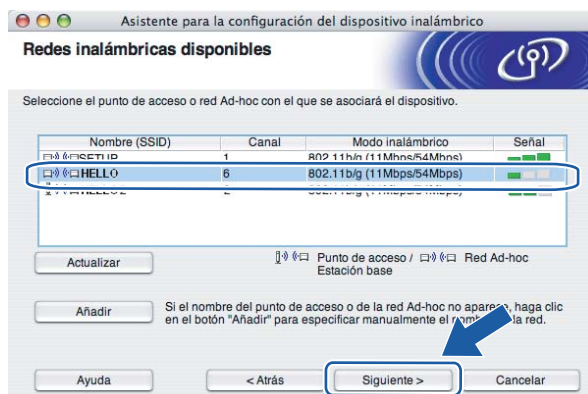 Asistente para la configuración del dispositivo inalámbrico
Redes inalámbricas disponibles
Seleccione el punto de acceso o red Ad-hoc con el que se asociará el dispositivo.
Nombre (SSID) Canal Modo inalámbrico Señal
SETUP 1 802.11b/g (11Mbps/54Mbps)
HELLO 6 802.11b/g (11Mbps/54Mbps)
Actualizar
Punto de acceso / Red Ad-hoc
Estación base
Añadir
Si el nombre del punto de acceso o de la red Ad-hoc no aparece, haga clic
en el botón "Añadir" para especificar manualmente el la red.
Ayuda < Atrás Siguiente > Cancelar